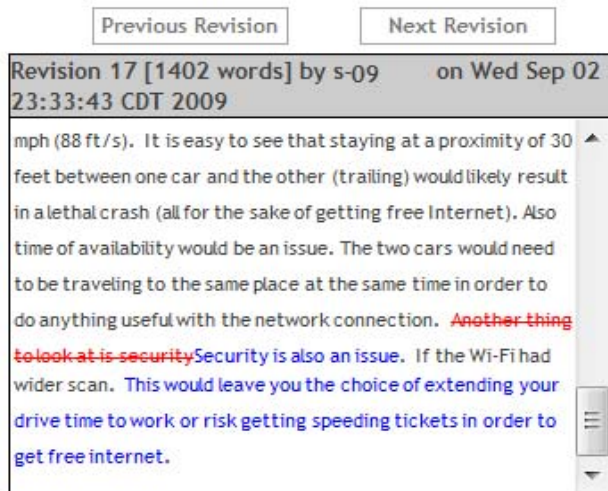 Previous Revision Next Revision
Revision 17 [1402 words] by s-09 on Wed Sep 02
23:33:43 CDT 2009
mph (88 ft/s). It is easy to see that staying at a proximity of 30
feet between one car and the other (trailing) would likely result
in a lethal crash (all for the sake of getting free Internet). Also
time of availability would be an issue. The two cars would need
to be traveling to the same place at the same time in order to
do anything useful with the network connection. Another thing
to look at is securitySecurity is also an issue. If the Wi-Fi had
wider scan. This would leave you the choice of extending your
drive time to work or risk getting speeding tickets in order to
get free internet.